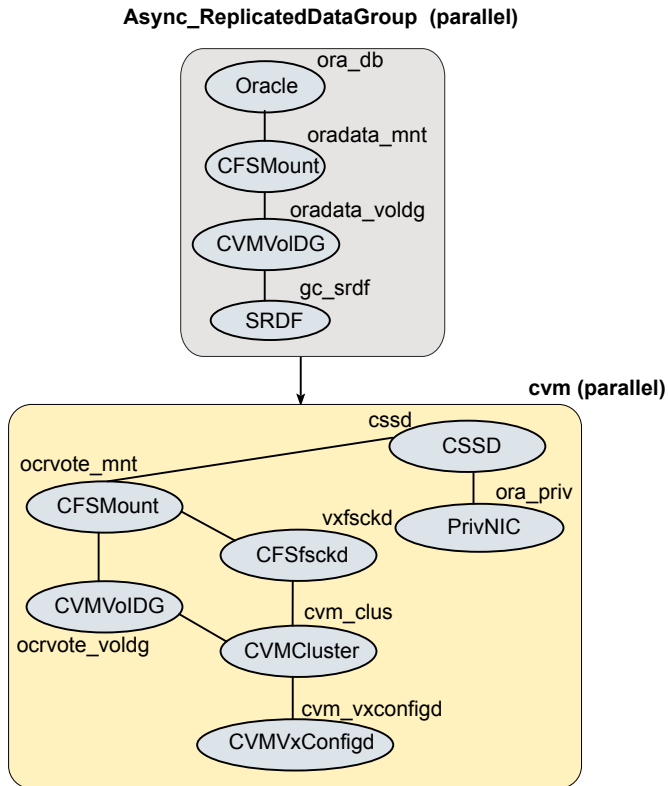 Async_ReplicatedDataGroup (parallel)
ora_db
Oracle
oradata_mnt
CFSMount
oradata_voldg
CVMVolDG
gc_srdf
SRDF
cvm (parallel)
cssd
CSSD
ocrvote_mnt
ora_priv
CFSMount
vxfsckd
PrivNIC
CFSfsckd
CVMVolDG
cvm_clus
ocrvote_voldg
CVMCluster
cvm_vxconfigd
CVMVxConfigd